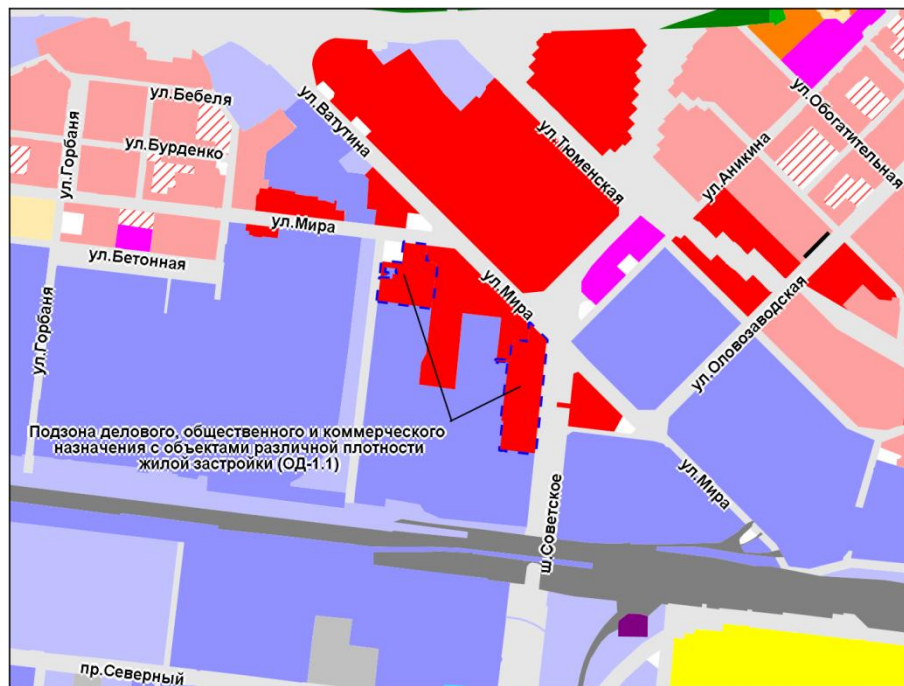 ул.Бебеля
ул.Ватутина
ул.Обогатительная
ул.Тюменская
ул.Бурденко
ул.Горбаня
ул.Аникина
ул.Мира
ул.Бетонная
ул.Мира
ул.Горбаня
ул.Оловозаводская
Подзона делового, общественного и коммерческого
назначения с объектами различной плотности
жилой застройки (ОД-1.1)
ул.Мира
ш.Советское
пр.Северный